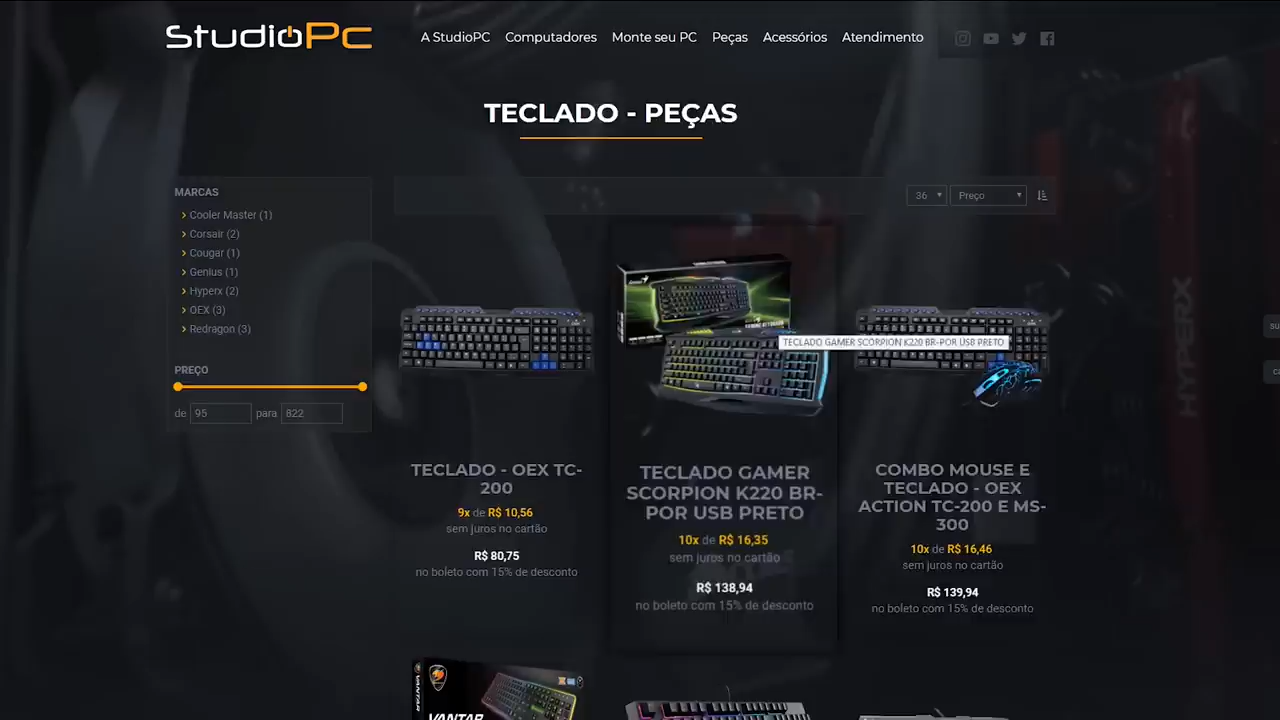 StudioPc
A StudioPC Computadores Monte seu PC Peças Acessórios Atendimento
TECLADO - PEÇAS
MARCAS
Cooler Master (1)
Corsair (2)
Cougar (1)
Genius (1)
Hyperx (2)
OEX (3)
Redragon (3)
PREÇO
de 95 para 822
36 Preço
HYPERX
TECLADO GAMER SCORPION K220 BR-POR USB PRETO
TECLADO - OEX TC-
200
9x de R$ 10,56
sem juros no cartão
R$ 80,75
no boleto com 15% de desconto
TECLADO GAMER
SCORPION K220 BR-
POR USB PRETO
10x de R$ 16,35
sem juros no cartão
R$ 138,94
no boleto com 15% de desconto
COMBO MOUSE E
TECLADO - OEX
ACTION TC-200 E MS-
300
10x de R$ 16,46
sem juros no cartão
R$ 139,94
no boleto com 15% de desconto
VANTAR
VANTAR